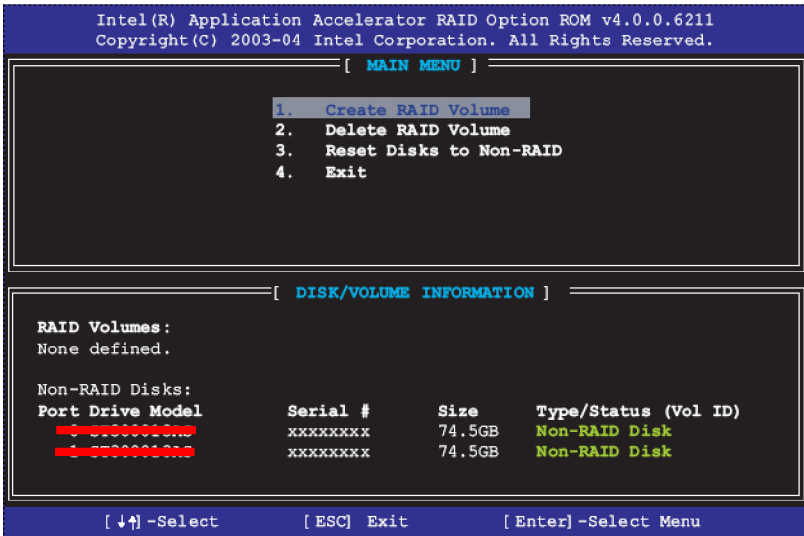 Intel(R) Application Accelerator RAID Option ROM v4.0.0.6211
Copyright(C) 2003-04 Intel Corporation. All Rights Reserved.
[ MAIN MENU ]
1. Create RAID Volume
2. Delete RAID Volume
3. Reset Disks to Non-RAID
4. Exit
[ DISK/VOLUME INFORMATION ]
RAID Volumes:
None defined.
Non-RAID Disks:
Port Drive Model Serial # Size Type/Status (Vol ID)
xxxxxxxx 74.5GB Non-RAID Disk
xxxxxxxx 74.5GB Non-RAID Disk
[↓↑]-Select [ESC] Exit [Enter]-Select Menu